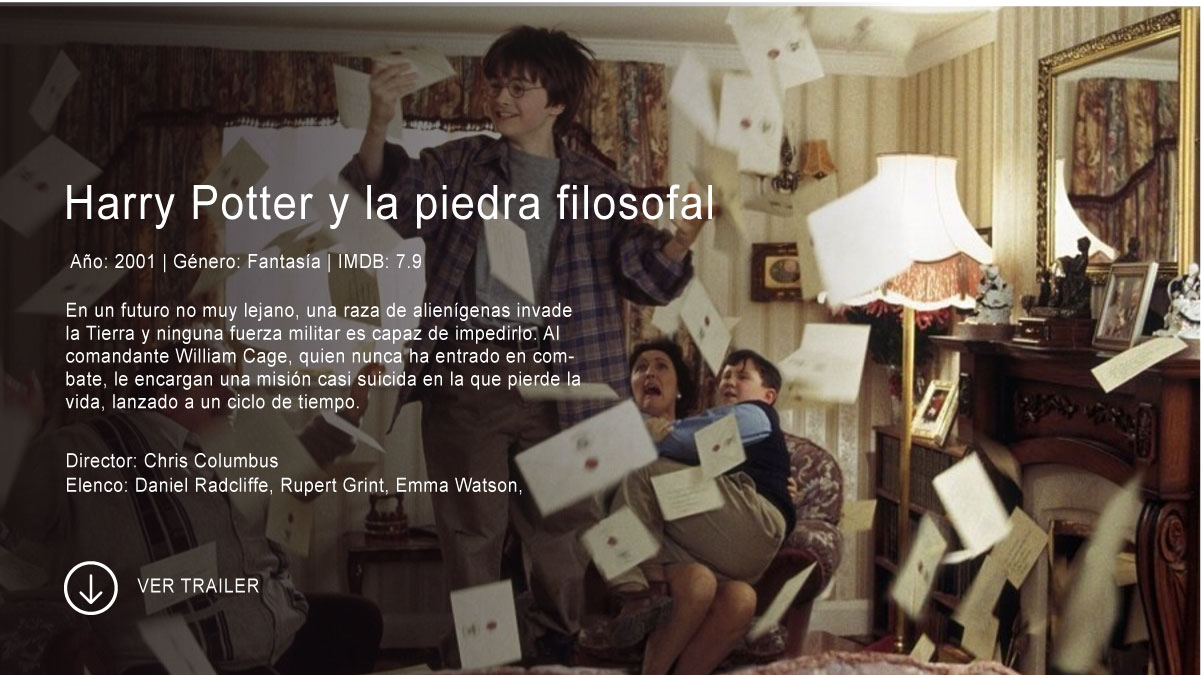 Harry Potter y la piedra filosofal
Año: 2001 | Género: Fantasía | IMDB: 7.9
En un futuro no muy lejano, una raza de alienígenas invade
la Tierra y ninguna fuerza militar es capaz de impedirlo. Al
comandante William Cage, quien nunca ha entrado en com-
bate, le encargan una misión casi suicida en la que pierde la
vida, lanzado a un ciclo de tiempo.
Director: Chris Columbus
Elenco: Daniel Radcliffe, Rupert Grint, Emma Watson,
VER TRAILER